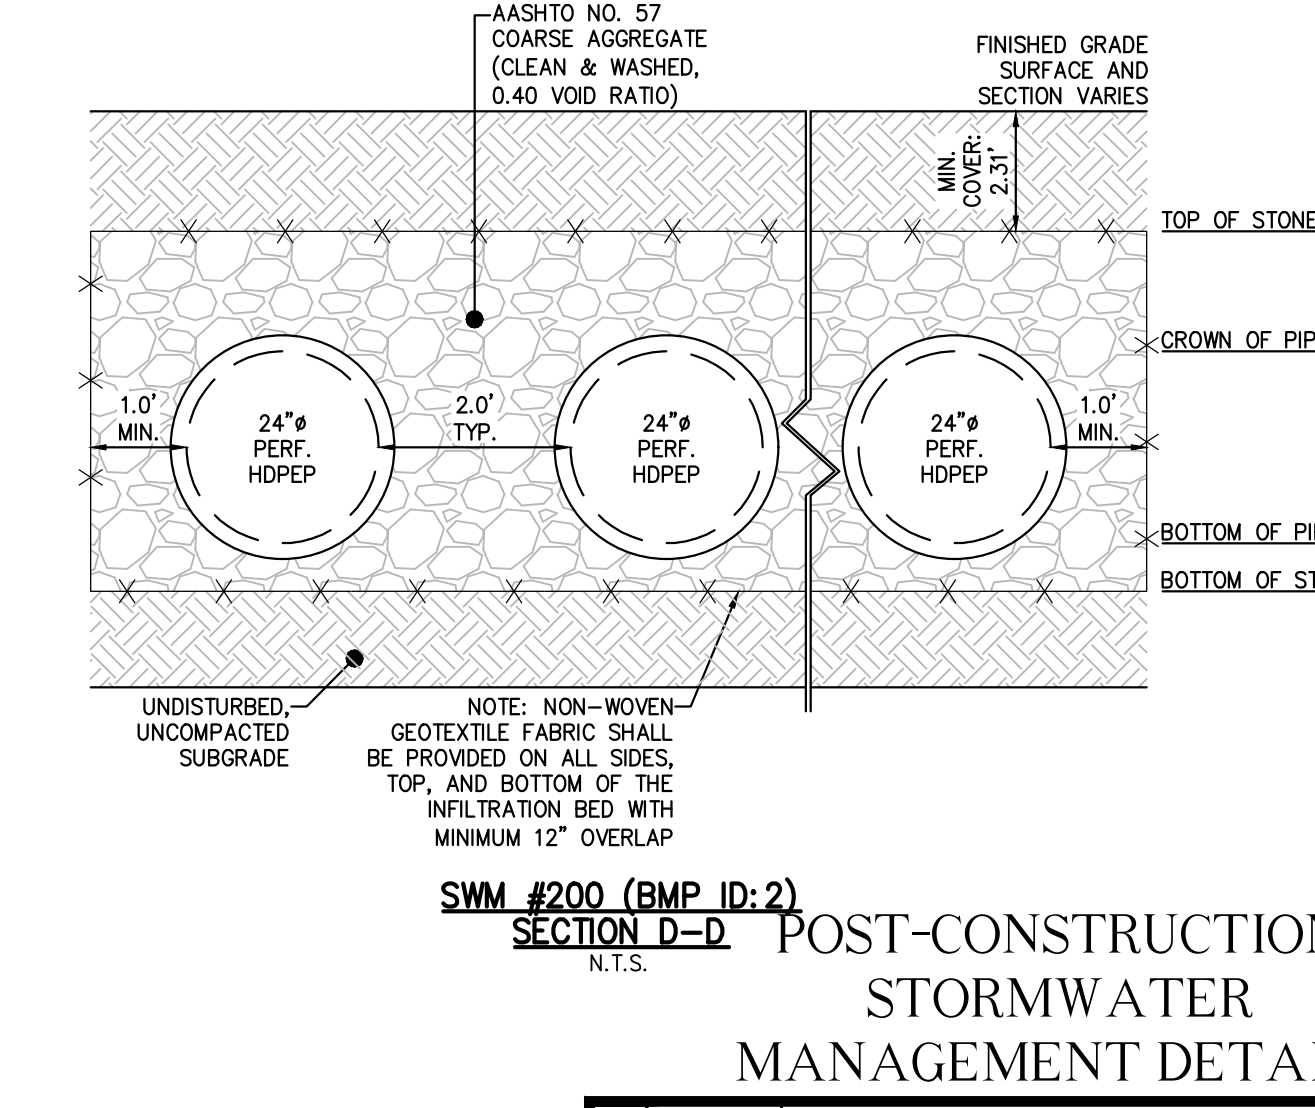 AASHTO NO. 57
COARSE AGGREGATE
(CLEAN & WASHED,
0.40 VOID RATIO)
FINISHED GRADE
SURFACE AND
SECTION VARIES
MIN.
COVER:
2.31'
TOP OF STONE
CROWN OF PIP
1.0'
MIN.
24"ø
PERF.
HDPEP
2.0'
TYP.
24"ø
PERF.
HDPEP
24"ø
PERF.
HDPEP
1.0'
MIN.
BOTTOM OF PI
BOTTOM OF ST
UNDISTURBED,
UNCOMPACTED
SUBGRADE
NOTE: NON-WOVEN
GEOTEXTILE FABRIC SHALL
BE PROVIDED ON ALL SIDES,
TOP, AND BOTTOM OF THE
INFILTRATION BED WITH
MINIMUM 12" OVERLAP
SWM #200 (BMP ID: 2)
SECTION D-D
N.T.S.
POST-CONSTRUCTION
STORMWATER
MANAGEMENT DETAI